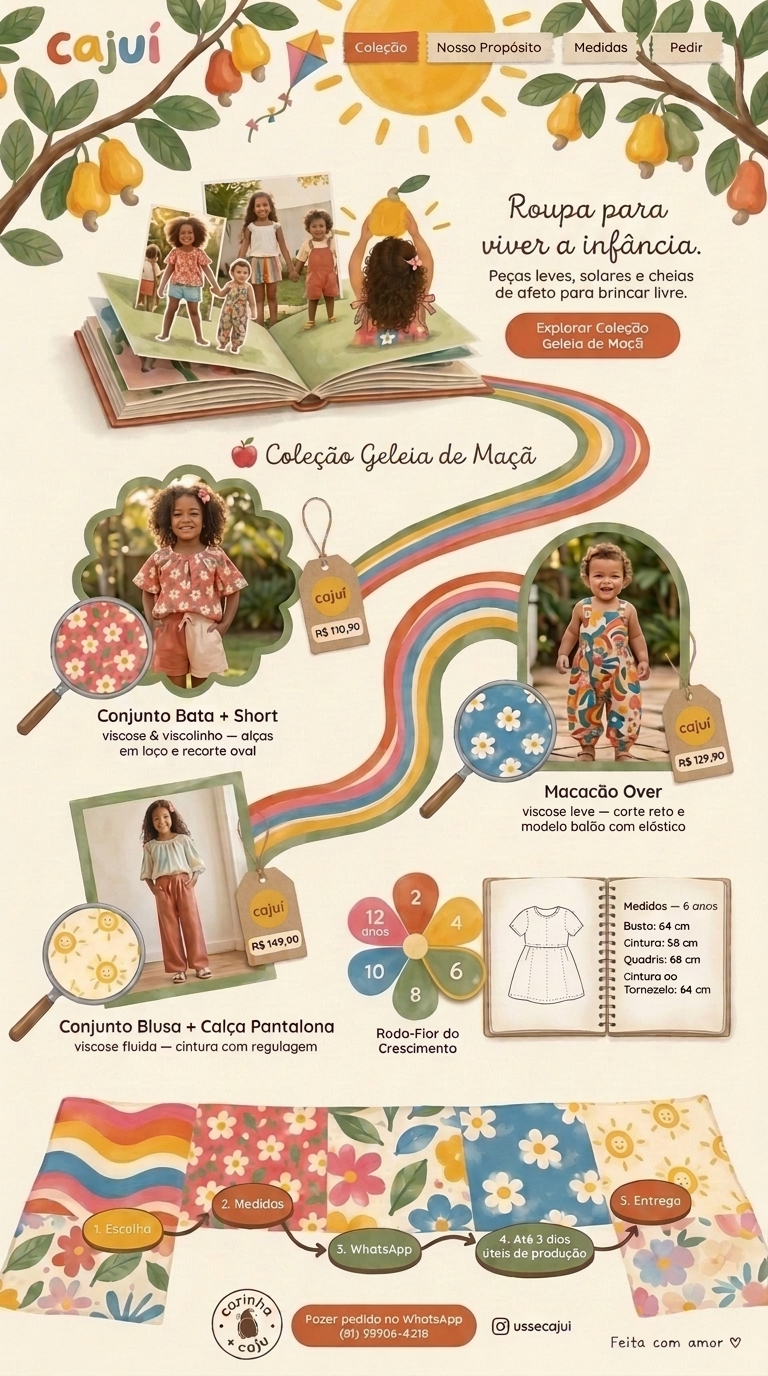 cajuí
Coleção
Nosso Propósito
Medidas
Pedir
Roupa para
viver a infância.
Peças leves, solares e cheias
de afeto para brincar livre.
Explorar Coleção
Geleia de Maçã
Coleção Geleia de Maçã
cajuí
R$ 110,90
Conjunto Bata + Short
viscose & viscolinho — alças
em laço e recorte oval
cajuí
R$ 129,90
Macacão Over
viscose leve — corte reto e
modelo balão com elóstico
cajuí
R$ 149,00
Conjunto Blusa + Calça Pantalona
viscose fluida — cintura com regulagem
2
4
6
8
10
12
dnos
Rodo-Fior do
Crescimento
Medidos — 6 anos
Busto: 64 cm
Cintura: 58 cm
Quadris: 68 cm
Cintura oo
Tornezelo: 64 cm
1. Escolha
2. Medidos
3. WhatsApp
4. Até 3 dios
úteis de produção
S. Entrego
corinha
+ caju
Pozer pedido no WhatsApp
(81) 99906-4218
ussecajui
Feita com amor ♡